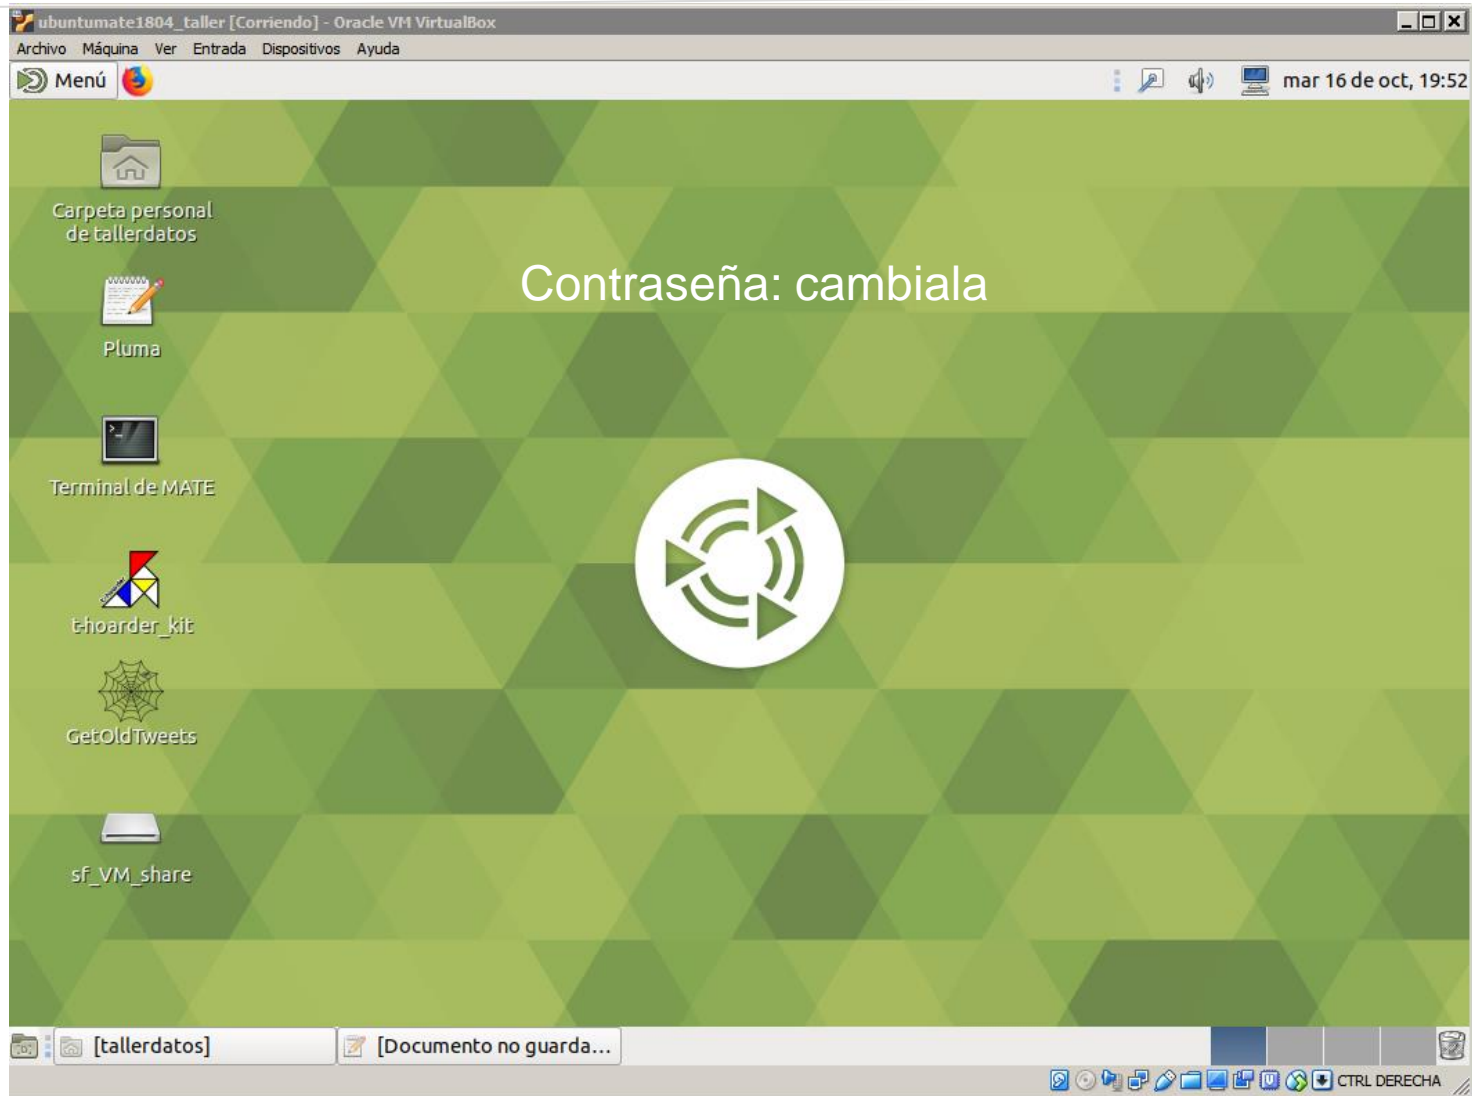 ubuntumate1804_taller [Corriendo] - Oracle VM VirtualBox
Archivo Máquina Ver Entrada Dispositivos Ayuda
Menú
mar 16 de oct, 19:52
Carpeta personal
de tallerdatos
Contraseña: cambiala
Pluma
Terminal de MATE
t-hoarder_kit
GetOldTweets
sf_VM_share
[tallerdatos]
[Documento no guarda...
CTRL DERECHA